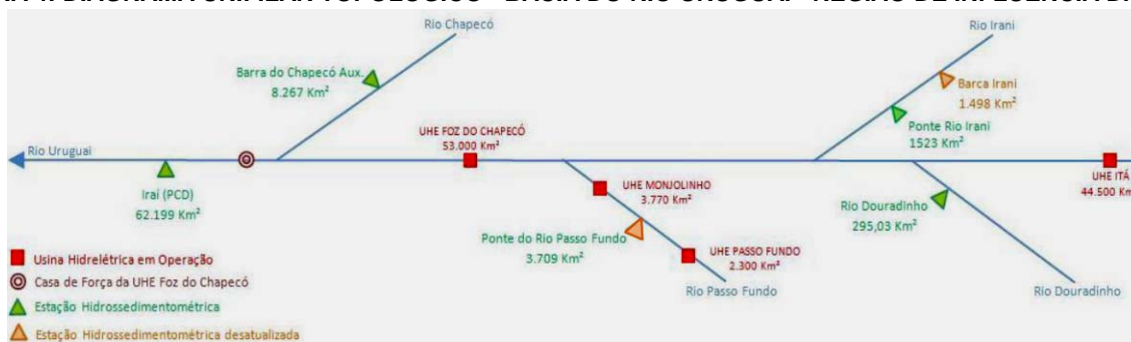 Rio Chapecó
Rio Irani
Barra do Chapecó Aux.
8.267 Km²
Barca Irani
1.498 Km²
UHE FOZ DO CHAPECÓ
53.000 Km²
Ponte Rio Irani
1523 Km²
Rio Uruguai
UHE ITÁ
44.500 Km
Iraí (PCD)
62.199 Km²
UHE MONJOLINHO
3.770 Km²
Rio Douradinho
295,03 Km²
Ponte do Rio Passo Fundo
3.709 Km²
UHE PASSO FUNDO
2.300 Km²
Rio Passo Fundo
Rio Douradinho
Usina Hidrelétrica em Operação
Casa de Força da UHE Foz do Chapecó
Estação Hidrossedimentométrica
Estação Hidrossedimentométrica desatualizada